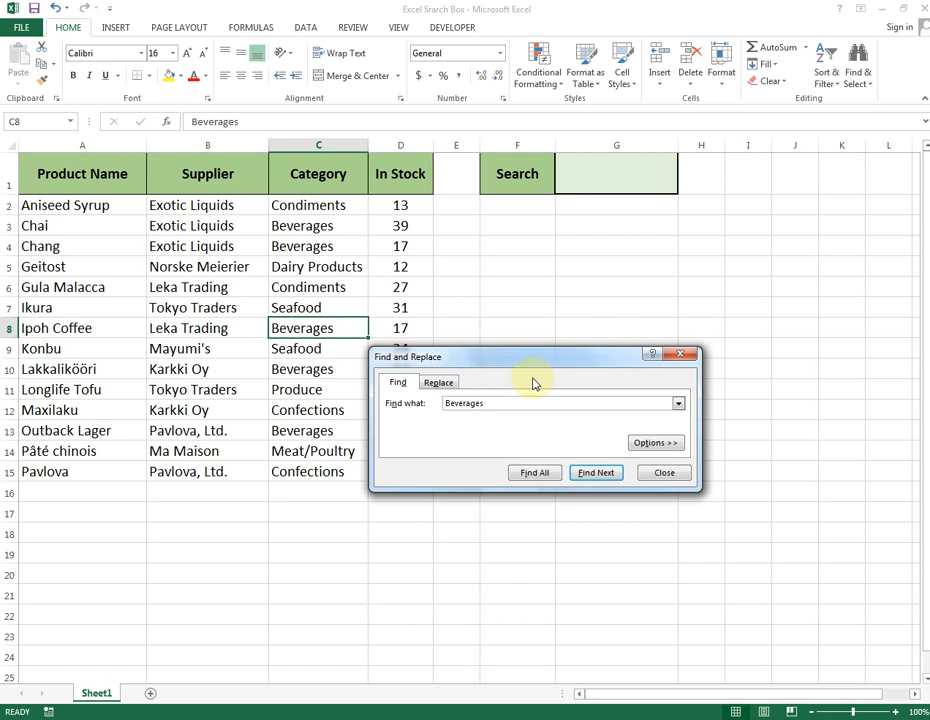 Excel Srarch Box - Microsoft Excel
Sign in
FILE HOME INSERT PAGE LAYOUT FORMULAS DATA REVIEW VIEW DEVELOPER
Paste
Calibri 16
B I U
Wrap Text
Merge & Center
General
$ % ,
Conditional Formatting
Format as Table
Cell Styles
Insert Delete Format
AutoSum
Fill
Clear
Sort & Filter
Find & Select
Clipboard Font Alignment Number Styles Cells Editing
C8 fx Beverages
A B C D E F G H I J K L
1 Product Name Supplier Category In Stock Search
2 Aniseed Syrup Exotic Liquids Condiments 13
3 Chai Exotic Liquids Beverages 39
4 Chang Exotic Liquids Beverages 17
5 Geitost Norske Meierier Dairy Products 12
6 Gula Malacca Leka Trading Condiments 27
7 Ikura Tokyo Traders Seafood 31
8 Ipoh Coffee Leka Trading Beverages 17
9 Konbu Mayumi's Seafood
10 Lakkalikööri Karkki Oy Beverages
11 Longlife Tofu Tokyo Traders Produce
12 Maxilaku Karkki Oy Confections
13 Outback Lager Pavlova, Ltd. Beverages
14 Pâté chinois Ma Maison Meat/Poultry
15 Pavlova Pavlova, Ltd. Confections
16
17
18
19
20
21
22
23
24
25
Find and Replace
Find Replace
Find what: Beverages
Options >>
Find All Find Next Close
Sheet1
READY 100%